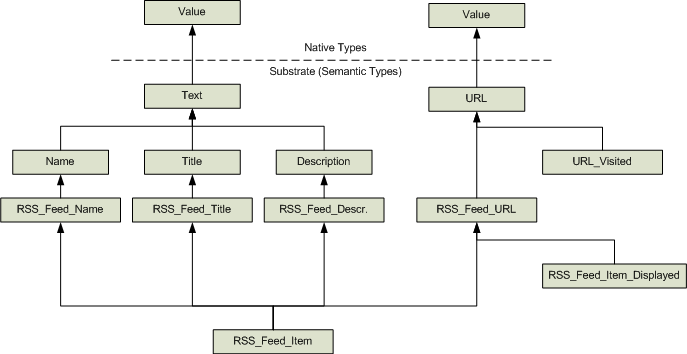 Value
Value
Native Types
Substrate (Semantic Types)
Text
URL
Name
Title
Description
URL_Visited
RSS_Feed_Name
RSS_Feed_Title
RSS_Feed_Descr.
RSS_Feed_URL
RSS_Feed_Item_Displayed
RSS_Feed_Item